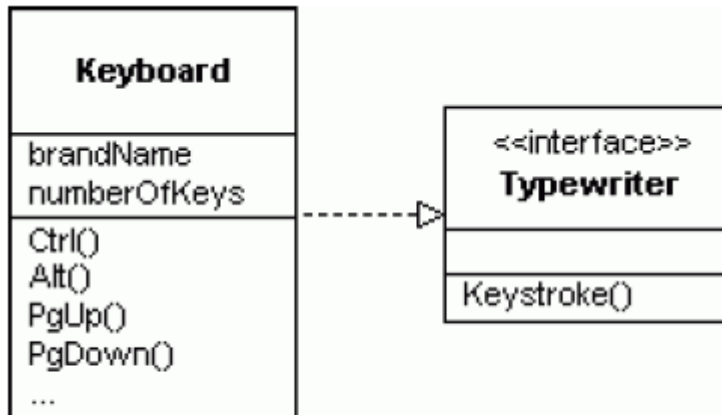 Keyboard
brandName
numberOfKeys
Ctrl()
Alt()
PgUp()
PgDown()
...
<<interface>>
Typewriter
Keystroke()